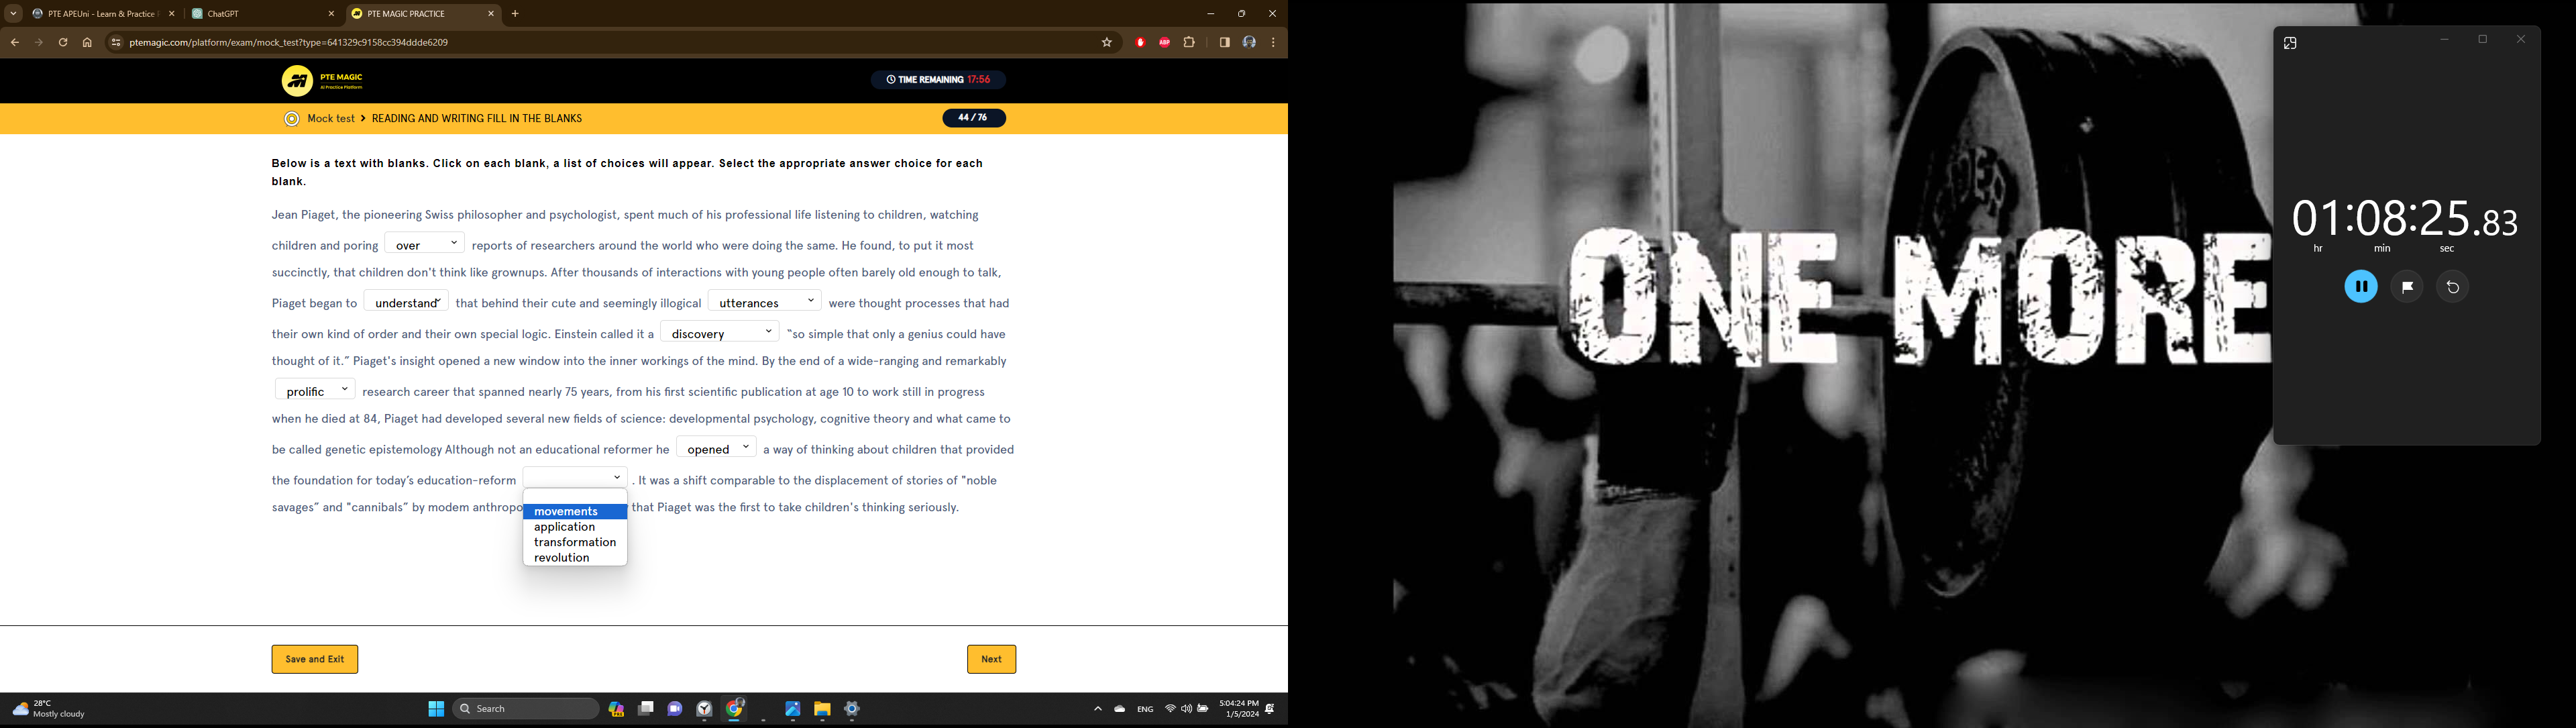 PTE APEUni - Learn & Practice
ChatGPT
PTE MAGIC PRACTICE
ptemagic.com/platform/exam/mock_test?type=641329c9158cc394ddde6209
ABP
PTE MAGIC
AI Practice Platform
TIME REMAINING 17:56
Mock test > READING AND WRITING FILL IN THE BLANKS
44 / 76
Below is a text with blanks. Click on each blank, a list of choices will appear. Select the appropriate answer choice for each
blank.
Jean Piaget, the pioneering Swiss philosopher and psychologist, spent much of his professional life listening to children, watching
children and poring over reports of researchers around the world who were doing the same. He found, to put it most
succinctly, that children don't think like grownups. After thousands of interactions with young people often barely old enough to talk,
Piaget began to understand that behind their cute and seemingly illogical utterances were thought processes that had
their own kind of order and their own special logic. Einstein called it a discovery “so simple that only a genius could have
thought of it.” Piaget's insight opened a new window into the inner workings of the mind. By the end of a wide-ranging and remarkably
prolific research career that spanned nearly 75 years, from his first scientific publication at age 10 to work still in progress
when he died at 84, Piaget had developed several new fields of science: developmental psychology, cognitive theory and what came to
be called genetic epistemology Although not an educational reformer he opened a way of thinking about children that provided
the foundation for today’s education-reform . It was a shift comparable to the displacement of stories of "noble
savages” and "cannibals” by modem anthropo that Piaget was the first to take children's thinking seriously.
movements
application
transformation
revolution
Save and Exit
Next
28°C
Mostly cloudy
Search
ENG
5:04:24 PM
1/5/2024
ONE MORE
01:08:25.83
hr min sec